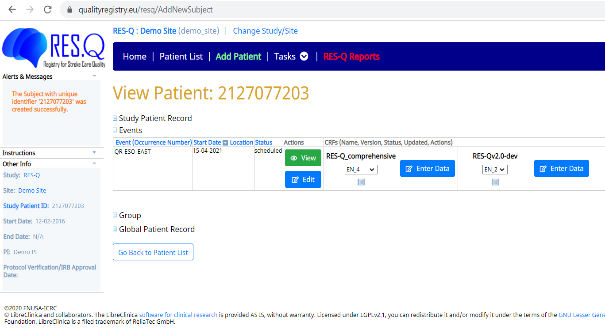 qualityregistry.eu/resq/AddNewSubject
RES-Q : Demo Site (demo_site) | Change Study/Site
RES.Q
Registry for Stroke Care Quality
Home | Patient List | Add Patient | Tasks | RES-Q Reports
Alerts & Messages
The Subject with unique
identifier '2127077203' was
created successfully.
View Patient: 2127077203
Study Patient Record
Events
Event (Occurrence Number) Start Date Location Status Actions CRFs (Name, Version, Status, Updated, Actions)
QR-ESO-EAST 15-04-2021 scheduled View Edit RES-Q_comprehensive EN_4 Enter Data RESQv2.0-dev EN_2 Enter Data
Instructions
Other Info
Study: RES-Q
Site: Demo Site
Study Patient ID: 2127077203
Start Date: 12-02-2016
End Date: N/A
PI: Demo PI
Protocol Verification/IRB Approval
Date:
Group
Global Patient Record
Go Back to Patient List
©2020 FNUSA-ICRC
© LibreClinica and collaborators. The LibreClinica software for clinical research is provided AS IS, without warranty. Licensed under LGPLv2.1, you can redistribute it and/or modify it under the terms of the GNU Lesser Gene
Foundation. LibreClinica is a filed trademark of ReliaTec GmbH.